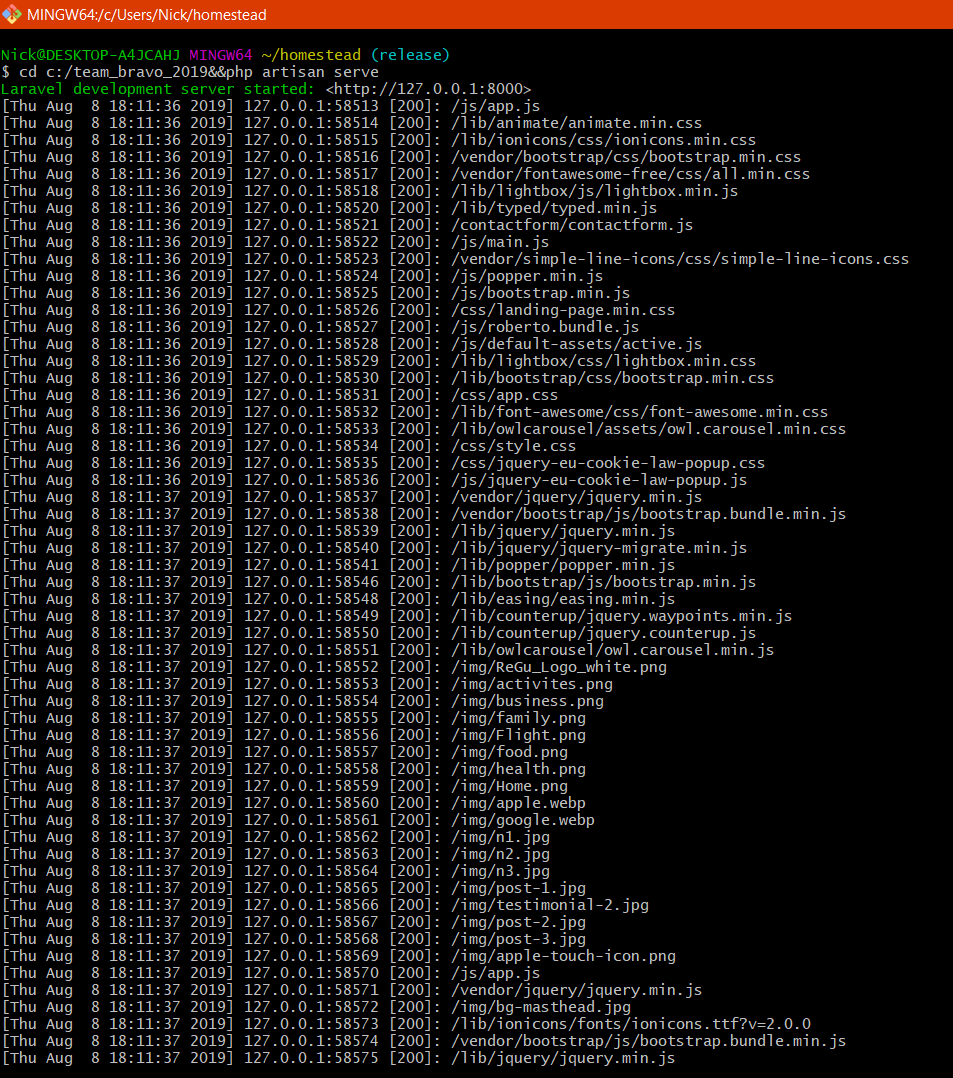 MINGW64:/c/Users/Nick/homestead
Nick@DESKTOP-A4JCAHJ MINGW64 ~/homestead (release)
$ cd c:/team_bravo_2019&&php artisan serve
Laravel development server started: <http://127.0.0.1:8000>
[Thu Aug  8 18:11:36 2019] 127.0.0.1:58513 [200]: /js/app.js
[Thu Aug  8 18:11:36 2019] 127.0.0.1:58514 [200]: /lib/animate/animate.min.css
[Thu Aug  8 18:11:36 2019] 127.0.0.1:58515 [200]: /lib/ionicons/css/ionicons.min.css
[Thu Aug  8 18:11:36 2019] 127.0.0.1:58516 [200]: /vendor/bootstrap/css/bootstrap.min.css
[Thu Aug  8 18:11:36 2019] 127.0.0.1:58517 [200]: /vendor/fontawesome-free/css/all.min.css
[Thu Aug  8 18:11:36 2019] 127.0.0.1:58518 [200]: /lib/lightbox/js/lightbox.min.js
[Thu Aug  8 18:11:36 2019] 127.0.0.1:58520 [200]: /lib/typed/typed.min.js
[Thu Aug  8 18:11:36 2019] 127.0.0.1:58521 [200]: /contactform/contactform.js
[Thu Aug  8 18:11:36 2019] 127.0.0.1:58522 [200]: /js/main.js
[Thu Aug  8 18:11:36 2019] 127.0.0.1:58523 [200]: /vendor/simple-line-icons/css/simple-line-icons.css
[Thu Aug  8 18:11:36 2019] 127.0.0.1:58524 [200]: /js/popper.min.js
[Thu Aug  8 18:11:36 2019] 127.0.0.1:58525 [200]: /js/bootstrap.min.js
[Thu Aug  8 18:11:36 2019] 127.0.0.1:58526 [200]: /css/landing-page.min.css
[Thu Aug  8 18:11:36 2019] 127.0.0.1:58527 [200]: /js/roberto.bundle.js
[Thu Aug  8 18:11:36 2019] 127.0.0.1:58528 [200]: /js/default-assets/active.js
[Thu Aug  8 18:11:36 2019] 127.0.0.1:58529 [200]: /lib/lightbox/css/lightbox.min.css
[Thu Aug  8 18:11:36 2019] 127.0.0.1:58530 [200]: /lib/bootstrap/css/bootstrap.min.css
[Thu Aug  8 18:11:36 2019] 127.0.0.1:58531 [200]: /css/app.css
[Thu Aug  8 18:11:36 2019] 127.0.0.1:58532 [200]: /lib/font-awesome/css/font-awesome.min.css
[Thu Aug  8 18:11:36 2019] 127.0.0.1:58533 [200]: /lib/owlcarousel/assets/owl.carousel.min.css
[Thu Aug  8 18:11:36 2019] 127.0.0.1:58534 [200]: /css/style.css
[Thu Aug  8 18:11:36 2019] 127.0.0.1:58535 [200]: /css/jquery-eu-cookie-law-popup.css
[Thu Aug  8 18:11:36 2019] 127.0.0.1:58536 [200]: /js/jquery-eu-cookie-law-popup.js
[Thu Aug  8 18:11:37 2019] 127.0.0.1:58537 [200]: /vendor/jquery/jquery.min.js
[Thu Aug  8 18:11:37 2019] 127.0.0.1:58538 [200]: /vendor/bootstrap/js/bootstrap.bundle.min.js
[Thu Aug  8 18:11:37 2019] 127.0.0.1:58539 [200]: /lib/jquery/jquery.min.js
[Thu Aug  8 18:11:37 2019] 127.0.0.1:58540 [200]: /lib/jquery/jquery-migrate.min.js
[Thu Aug  8 18:11:37 2019] 127.0.0.1:58541 [200]: /lib/popper/popper.min.js
[Thu Aug  8 18:11:37 2019] 127.0.0.1:58546 [200]: /lib/bootstrap/js/bootstrap.min.js
[Thu Aug  8 18:11:37 2019] 127.0.0.1:58548 [200]: /lib/easing/easing.min.js
[Thu Aug  8 18:11:37 2019] 127.0.0.1:58549 [200]: /lib/counterup/jquery.waypoints.min.js
[Thu Aug  8 18:11:37 2019] 127.0.0.1:58550 [200]: /lib/counterup/jquery.counterup.js
[Thu Aug  8 18:11:37 2019] 127.0.0.1:58551 [200]: /lib/owlcarousel/owl.carousel.min.js
[Thu Aug  8 18:11:37 2019] 127.0.0.1:58552 [200]: /img/ReGu_Logo_white.png
[Thu Aug  8 18:11:37 2019] 127.0.0.1:58553 [200]: /img/activites.png
[Thu Aug  8 18:11:37 2019] 127.0.0.1:58554 [200]: /img/business.png
[Thu Aug  8 18:11:37 2019] 127.0.0.1:58555 [200]: /img/family.png
[Thu Aug  8 18:11:37 2019] 127.0.0.1:58556 [200]: /img/Flight.png
[Thu Aug  8 18:11:37 2019] 127.0.0.1:58557 [200]: /img/food.png
[Thu Aug  8 18:11:37 2019] 127.0.0.1:58558 [200]: /img/health.png
[Thu Aug  8 18:11:37 2019] 127.0.0.1:58559 [200]: /img/Home.png
[Thu Aug  8 18:11:37 2019] 127.0.0.1:58560 [200]: /img/apple.webp
[Thu Aug  8 18:11:37 2019] 127.0.0.1:58561 [200]: /img/google.webp
[Thu Aug  8 18:11:37 2019] 127.0.0.1:58562 [200]: /img/n1.jpg
[Thu Aug  8 18:11:37 2019] 127.0.0.1:58563 [200]: /img/n2.jpg
[Thu Aug  8 18:11:37 2019] 127.0.0.1:58564 [200]: /img/n3.jpg
[Thu Aug  8 18:11:37 2019] 127.0.0.1:58565 [200]: /img/post-1.jpg
[Thu Aug  8 18:11:37 2019] 127.0.0.1:58566 [200]: /img/testimonial-2.jpg
[Thu Aug  8 18:11:37 2019] 127.0.0.1:58567 [200]: /img/post-2.jpg
[Thu Aug  8 18:11:37 2019] 127.0.0.1:58568 [200]: /img/post-3.jpg
[Thu Aug  8 18:11:37 2019] 127.0.0.1:58569 [200]: /img/apple-touch-icon.png
[Thu Aug  8 18:11:37 2019] 127.0.0.1:58570 [200]: /js/app.js
[Thu Aug  8 18:11:37 2019] 127.0.0.1:58571 [200]: /vendor/jquery/jquery.min.js
[Thu Aug  8 18:11:37 2019] 127.0.0.1:58572 [200]: /img/bg-masthead.jpg
[Thu Aug  8 18:11:37 2019] 127.0.0.1:58573 [200]: /lib/ionicons/fonts/ionicons.ttf?v=2.0.0
[Thu Aug  8 18:11:37 2019] 127.0.0.1:58574 [200]: /vendor/bootstrap/js/bootstrap.bundle.min.js
[Thu Aug  8 18:11:37 2019] 127.0.0.1:58575 [200]: /lib/jquery/jquery.min.js